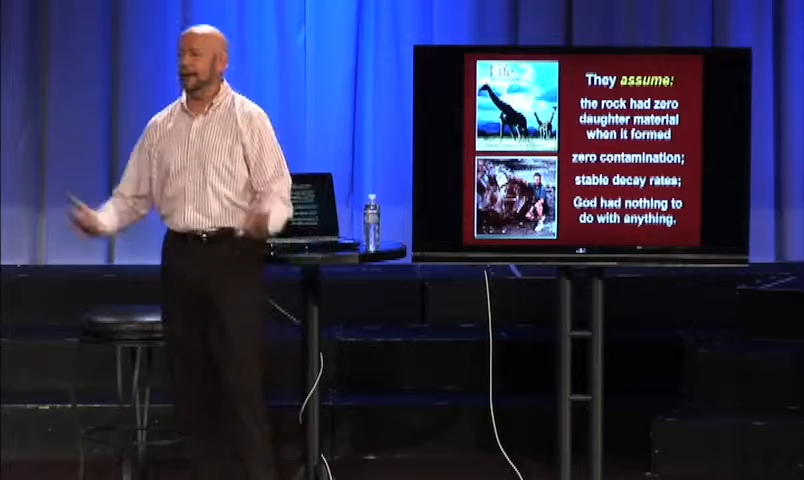 Life
They assume:
the rock had zero
daughter material
when it formed
zero contamination;
stable decay rates;
God had nothing to
do with anything.